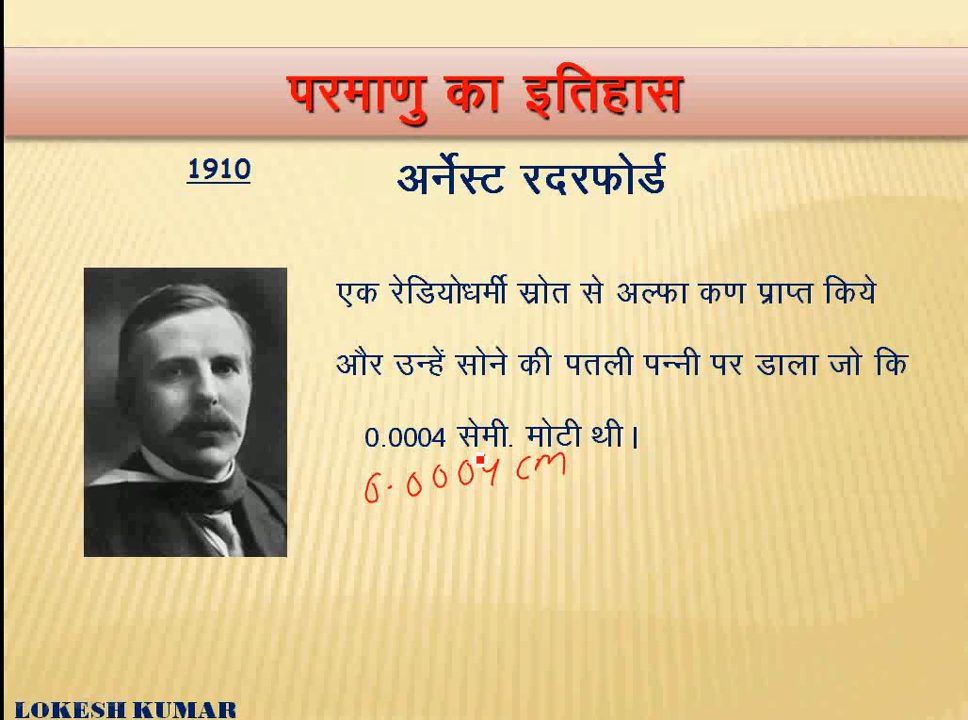 परमाणु का इतिहास
1910
अर्नेस्ट रदरफोर्ड
एक रेडियोधर्मी स्रोत से अल्फा कण प्राप्त किये
और उन्हें सोने की पतली पन्नी पर डाला जो कि
0.0004 सेमी. मोटी थी |
0.0004 cm
LOKESH KUMAR